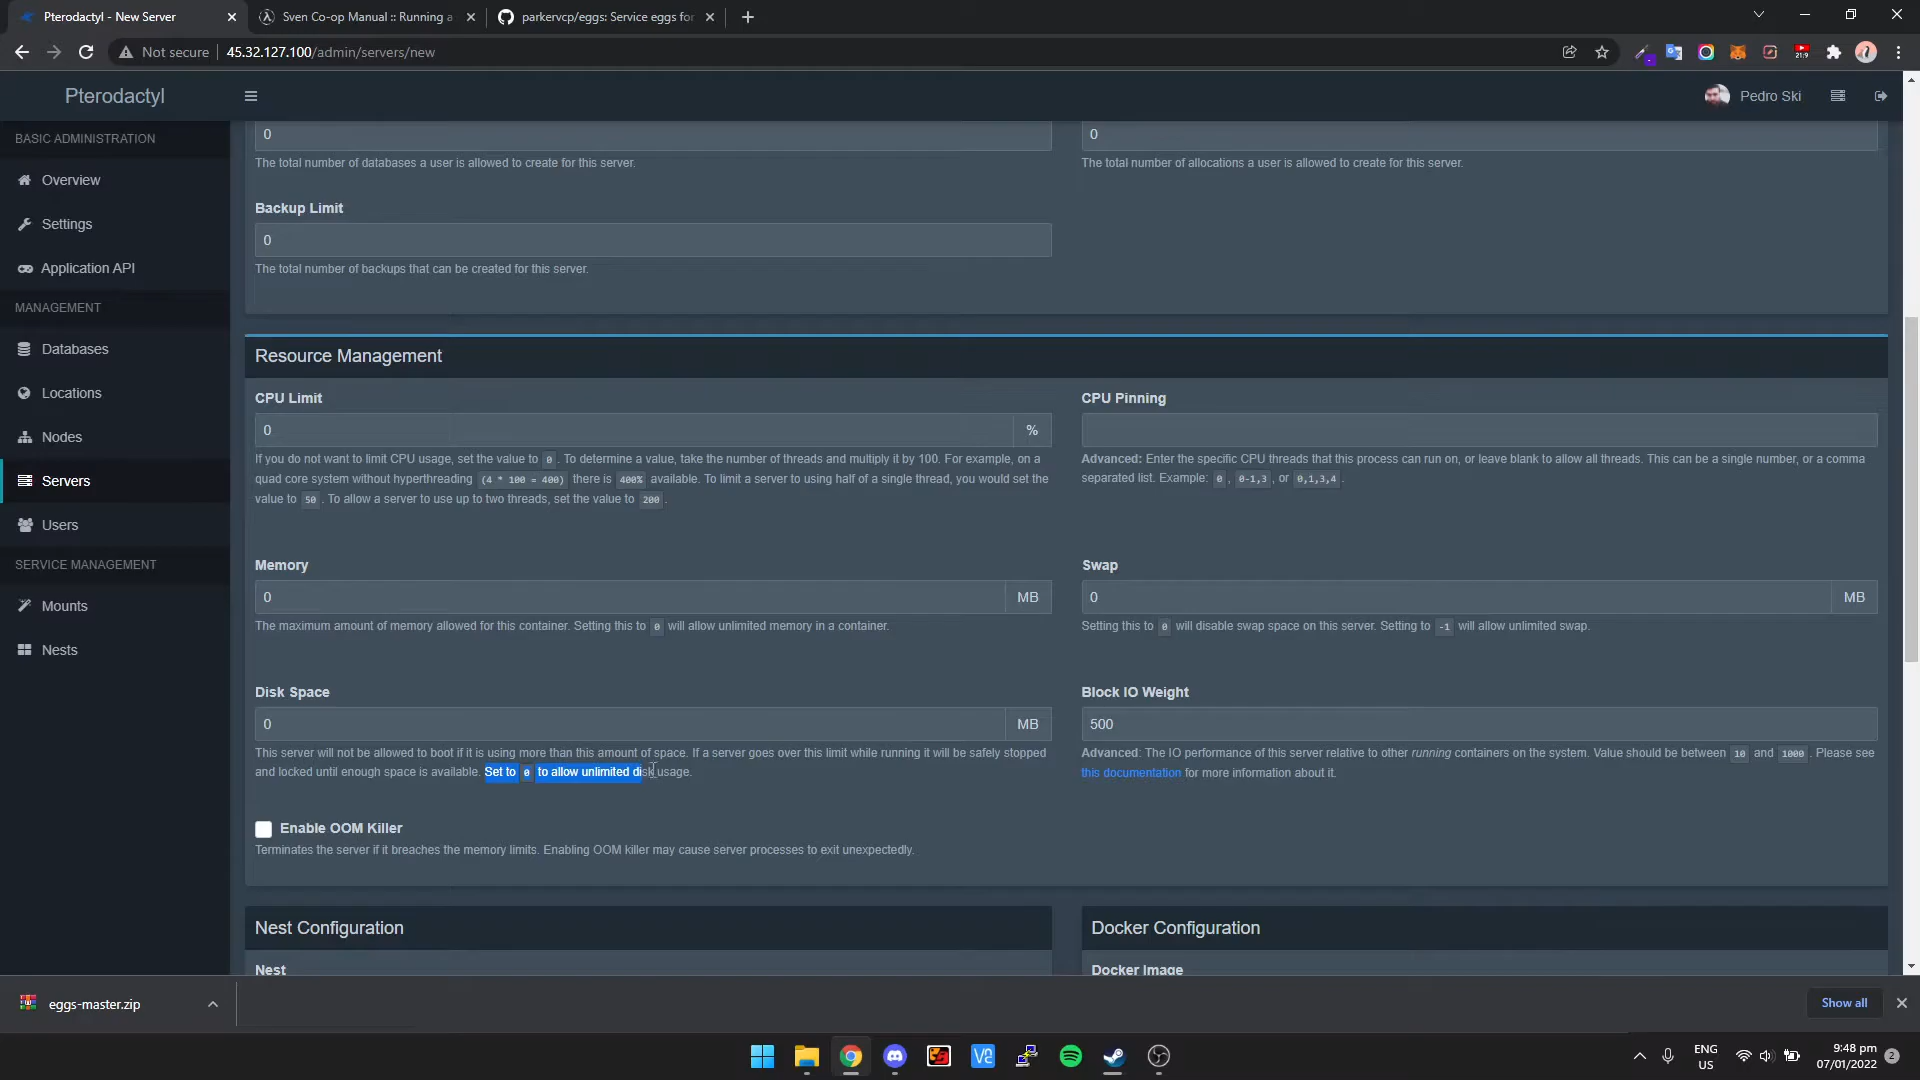 Pterodactyl - New Server
Sven Co-op Manual :: Running a
parkervcp/eggs: Service eggs for
Not secure
45.32.127.100/admin/servers/new
Pterodactyl
Pedro Ski
BASIC ADMINISTRATION
Overview
Settings
Application API
MANAGEMENT
Databases
Locations
Nodes
Servers
Users
SERVICE MANAGEMENT
Mounts
Nests
0
The total number of databases a user is allowed to create for this server.
0
The total number of allocations a user is allowed to create for this server.
Backup Limit
0
The total number of backups that can be created for this server.
Resource Management
CPU Limit
0 %
If you do not want to limit CPU usage, set the value to 0 . To determine a value, take the number of threads and multiply it by 100. For example, on a
quad core system without hyperthreading (4 * 100 = 400) there is 400% available. To limit a server to using half of a single thread, you would set the
value to 50 . To allow a server to use up to two threads, set the value to 200 .
CPU Pinning
Advanced: Enter the specific CPU threads that this process can run on, or leave blank to allow all threads. This can be a single number, or a comma
separated list. Example: 0 , 0-1,3 , or 0,1,3,4 .
Memory
0 MB
The maximum amount of memory allowed for this container. Setting this to 0 will allow unlimited memory in a container.
Swap
0 MB
Setting this to 0 will disable swap space on this server. Setting to -1 will allow unlimited swap.
Disk Space
0 MB
This server will not be allowed to boot if it is using more than this amount of space. If a server goes over this limit while running it will be safely stopped
and locked until enough space is available. Set to 0 to allow unlimited disk usage.
Block IO Weight
500
Advanced: The IO performance of this server relative to other running containers on the system. Value should be between 10 and 1000 . Please see
this documentation for more information about it.
Enable OOM Killer
Terminates the server if it breaches the memory limits. Enabling OOM killer may cause server processes to exit unexpectedly.
Nest Configuration
Nest
Docker Configuration
Docker Image
eggs-master.zip
Show all
ENG
US
9:48 pm
07/01/2022
2